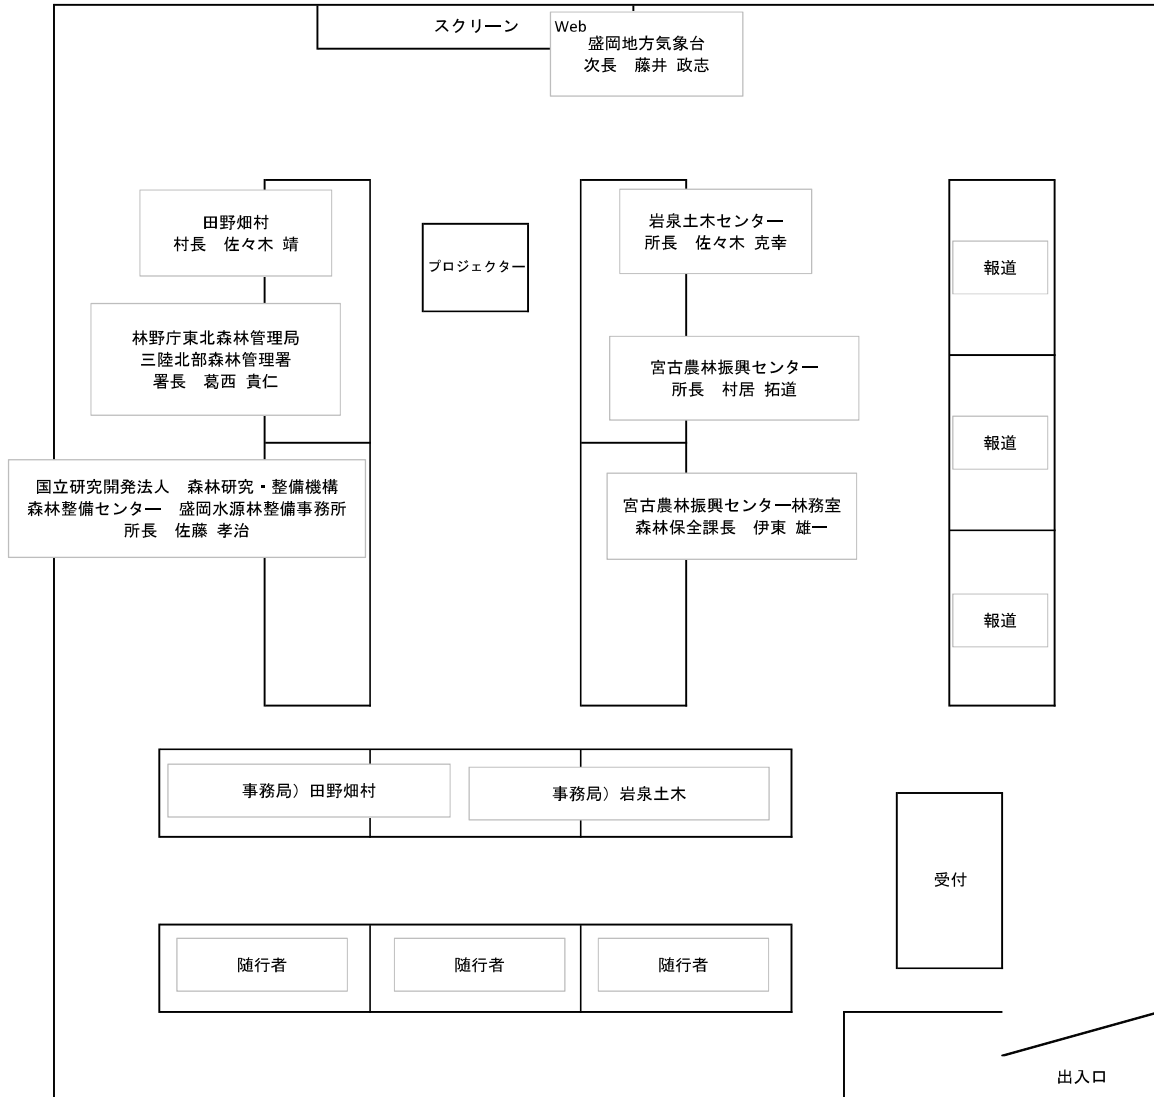 スクリーン
Web
盛岡地方気象台
次長　藤井 政志
田野畑村
村長　佐々木 靖
プロジェクター
岩泉土木センター
所長　佐々木 克幸
報道
林野庁東北森林管理局
三陸北部森林管理署
署長　葛西 貴仁
宮古農林振興センター
所長　村居 拓道
報道
国立研究開発法人　森林研究・整備機構
森林整備センター　盛岡水源林整備事務所
所長　佐藤 孝治
宮古農林振興センター林務室
森林保全課長　伊東 雄一
報道
事務局）田野畑村
事務局）岩泉土木
受付
随行者
随行者
随行者
出入口